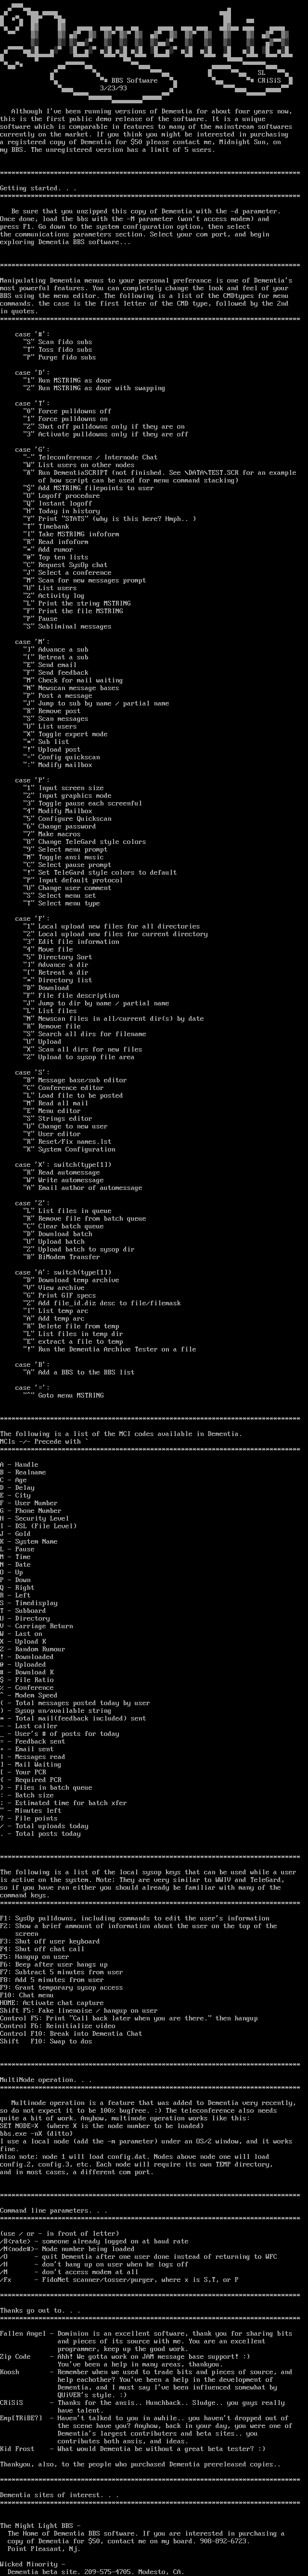 SL
"* BBS Software "* CRiSiS
3/23/93
Although I've been running versions of Dementia for about four years now,
this is the first public demo release of the software. It is a unique
software which is comparable in features to many of the mainstream softwares
currently on the market. If you think you might be interested in purchasing
a registered copy of Dementia for $50 please contact me, Midnight Sun, on
my BBS. The unregistered version has a limit of 5 users.
******************************************************************************
Getting started. . .
******************************************************************************
Be sure that you unzipped this copy of Dementia with the -d parameter.
Once done, load the bbs with the -M parameter (won't access modem) and
press F1. Go down to the system configuration option, then select
the communications parameters section. Select your com port, and begin
exploring Dementia BBS software...
******************************************************************************
Manipulating Dementia menus to your personal preferance is one of Dementia's
most powerful features. You can completely change the look and feel of your
BBS using the menu editor. The following is a list of the CMDtypes for menu
commands. the case is the first letter of the CMD type, followed by the 2nd
in quotes.
******************************************************************************
case '#':
"S" Scan fido subs
"T" Toss fido subs
"P" Purge fido subs
case 'D':
"1" Run MSTRING as door
"2" Run MSTRING as door with swapping
case 'T':
"0" Force pulldowns off
"1" Force pulldowns on
"2" Shut off pulldowns only if they are on
"3" Activate pulldowns only if they are off
case 'G':
"-" Teleconference / Internode Chat
"W" List users on other nodes
"@" Run DementiaSCRIPT (not finished. See \DATA\TEST.SCR for an example
of how script can be used for menu command stacking)
"$" Add MSTRING filepoints to user
"O" Logoff procedure
"Q" Instant logoff
"H" Today in history
"9" Print "STATS" (why is this here? Hmph.. )
"T" Timebank
"I" Take MSTRING infoform
"R" Read infoform
"*" Add rumor
"#" Top ten lists
"C" Request SysOp chat
"J" Select a conference
"M" Scan for new messages prompt
"U" List users
"Z" Activity log
"L" Print the string MSTRING
"F" Print the file MSTRING
"P" Pause
"S" Subliminal messages
case 'M':
"]" Advance a sub
"[" Retreat a sub
"E" Send email
"F" Send feedback
"M" Check for mail waiting
"N" Newscan message bases
"P" Post a message
"J" Jump to sub by name / partial name
"R" Remove post
"S" Scan messages
"U" List users
"X" Toggle expert mode
"*" Sub list
"!" Upload post
"-" Config quickscan
":" Modify mailbox
case 'P':
"1" Input screen size
"2" Input graphics mode
"3" Toggle pause each screenful
"4" Modify Mailbox
"5" Configure Quickscan
"6" Change password
"7" Make macros
"8" Change TeleGard style colors
"9" Select menu prompt
"M" Toggle ansi music
"C" Select pause prompt
"!" Set TeleGard style colors to default
"P" Input default protocol
"U" Change user comment
"S" Select menu set
"T" Select menu type
case 'F':
"1" Local upload new files for all directories
"2" Local upload new files for current directory
"3" Edit file information
"4" Move file
"5" Directory Sort
"]" Advance a dir
"[" Retreat a dir
"*" Directory list
"D" Download
"F" File file description
"J" Jump to dir by name / partial name
"L" List files
"N" Newscan files in all/current dir(s) by date
"R" Remove file
"S" Search all dirs for filename
"U" Upload
"X" Scan all dirs for new files
"Z" Upload to sysop file area
case 'S':
"B" Message base/sub editor
"C" Conference editor
"L" Load file to be posted
"M" Read all mail
"E" Menu editor
"S" Strings editor
"U" Change to new user
"Y" User editor
"R" Reset/Fix names.lst
"K" System Configuration
case 'X': switch(type[1])
"R" Read automessage
"W" Write automessage
"A" Email author of automessage
case 'Z':
"L" List files in queue
"R" Remove file from batch queue
"C" Clear batch queue
"D" Download batch
"U" Upload batch
"Z" Upload batch to sysop dir
"B" BiModem Transfer
case 'A': switch(type[1])
"D" Download temp archive
"V" View archive
"G" Print GIF specs
"Z" Add file_id.diz desc to file/filemask
"1" List temp arc
"A" Add temp arc
"R" Delete file from temp
"L" List files in temp dir
"E" extract a file to temp
"!" Run the Dementia Archive Tester on a file
case 'B':
"A" Add a BBS to the BBS list
case '=':
"^" Goto menu MSTRING
******************************************************************************
The following is a list of the MCI codes available in Dementia.
MCIs -/- Precede with `
******************************************************************************
A - Handle
B - Realname
C - Age
D - Delay
E - City
F - User Number
G - Phone Number
H - Security Level
I - DSL (File Level)
J - Gold
K - System Name
L - Pause
M - Time
N - Date
O - Up
P - Down
Q - Right
R - Left
S - Timedisplay
T - Subboard
U - Directory
V - Carriage Return
W - Last on
X - Upload K
Z - Random Rumour
! - Downloaded
@ - Uploaded
# - Download K
$ - File Ratio
% - Conference
^ - Modem Speed
( - Total messages posted today by user
) - Sysop un/available string
* - Total mail(feedback included) sent
- - Last caller
_ - User's # of posts for today
= - Feedback sent
+ - Email sent
| - Messages read
] - Mail Waiting
[ - Your PCR
{ - Required PCR
} - Files in batch queue
: - Batch size
; - Estimated time for batch xfer
" - Minutes left
? - File points
/ - Total uploads today
. - Total posts today
******************************************************************************
The following is a list of the local sysop keys that can be used while a user
is active on the system. Note: They are very similar to WWIV and TeleGard,
so if you have ran either you should already be familiar with many of the
command keys.
******************************************************************************
F1: SysOp pulldowns, including commands to edit the user's information
F2: Show a brief ammount of information about the user on the top of the
screen
F3: Shut off user keyboard
F4: Shut off chat call
F5: Hangup on user
F6: Beep after user hangs up
F7: Subtract 5 minutes from user
F8: Add 5 minutes from user
F9: Grant temporary sysop access
F10: Chat menu
HOME: Activate chat capture
Shift F5: Fake linenoise / hangup on user
Control F5: Print "Call back later when you are there." then hangup
Control F6: Reinitialize video
Control F10: Break into Dementia Chat
Shift F10: Swap to dos
******************************************************************************
MultiNode operation. . .
******************************************************************************
Multinode operation is a feature that was added to Dementia very recently,
so do not expect it to be 100% bugfree. :) The teleconference also needs
quite a bit of work. Anyhow, multinode operation works like this:
SET NODE=X (where X is the node number to be loaded)
bbs.exe -nX (ditto)
I use a local node (add the -m parameter) under an OS/2 window, and it works
fine.
Also note: node 1 will load config.dat. Nodes above node one will load
config.2, config.3, etc. Each node will require its own TEMP directory,
and in most cases, a different com port.
******************************************************************************
Command line parameters. . .
******************************************************************************
(use / or - in front of letter)
/B<rate> - someone already logged on at baud rate
/N<node#>- Node number being loaded
/O - quit Dementia after one user done instead of returning to WFC
/H - don't hang up on user when he logs off
/M - don't access modem at all
/Fx - FidoNet scanner/tosser/purger, where x is S,T, or P
******************************************************************************
Thanks go out to. . .
******************************************************************************
Fallen Angel - Dominion is an excellent software, thank you for sharing bits
and pieces of its source with me. You are an excellent
programmer, keep up the good work.
Zip Code - Ahh! We gotta work on JAM message base support! :)
You've been a help in many areas, thankyou.
Koosh - Remember when we used to trade bits and pieces of source, and
help eachother? You've been a help in the development of
Dementia, and I must say I've been influenced somewhat by
QUiVER's style. :)
CRiSiS - Thanks for the ansis.. Hunchback.. Sludge.. you guys really
have talent.
Emp[TRiBE?] - Haven't talked to you in awhile.. you haven't dropped out of
the scene have you? Anyhow, back in your day, you were one of
Dementia's largest contributers and beta sites.. you
contributes both ansis, and ideas.
Kid Frost - What would Dementia be without a great beta tester? :)
Thankyou, also, to the people who purchased Dementia prereleased copies..
******************************************************************************
Dementia sites of interest. . .
******************************************************************************
The Night Light BBS -
The Home of Dementia BBS software. If you are interested in purchasing a
copy of Dementia for $50, contact me on my board. 908-892-6723.
Point Pleasant, Nj.
Wicked Minority -
Dementia beta site. 209-575-4705. Modesto, CA.